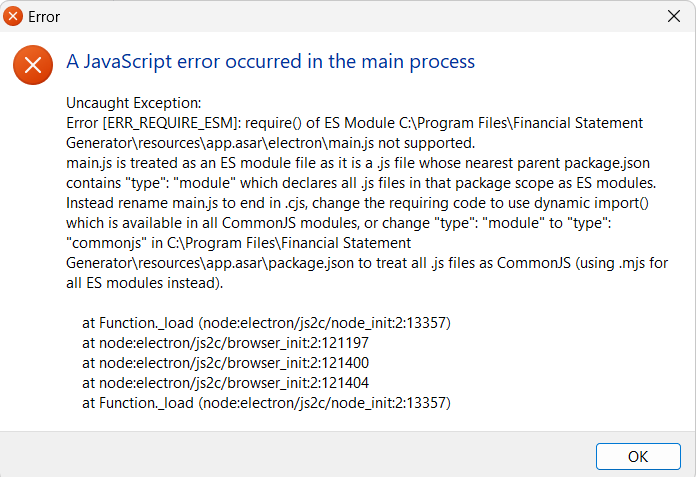 Error
A JavaScript error occurred in the main process
Uncaught Exception:
Error [ERR_REQUIRE_ESM]: require() of ES Module C:\Program Files\Financial Statement
Generator\resources\app.asar\electron\main.js not supported.
main.js is treated as an ES module file as it is a .js file whose nearest parent package.json
contains "type": "module" which declares all .js files in that package scope as ES modules.
Instead rename main.js to end in .cjs, change the requiring code to use dynamic import()
which is available in all CommonJS modules, or change "type": "module" to "type":
"commonjs" in C:\Program Files\Financial Statement
Generator\resources\app.asar\package.json to treat all .js files as CommonJS (using .mjs for
all ES modules instead).
at Function._load (node:electron/js2c/node_init:2:13357)
at node:electron/js2c/browser_init:2:121197
at node:electron/js2c/browser_init:2:121400
at node:electron/js2c/browser_init:2:121404
at Function._load (node:electron/js2c/node_init:2:13357)
OK